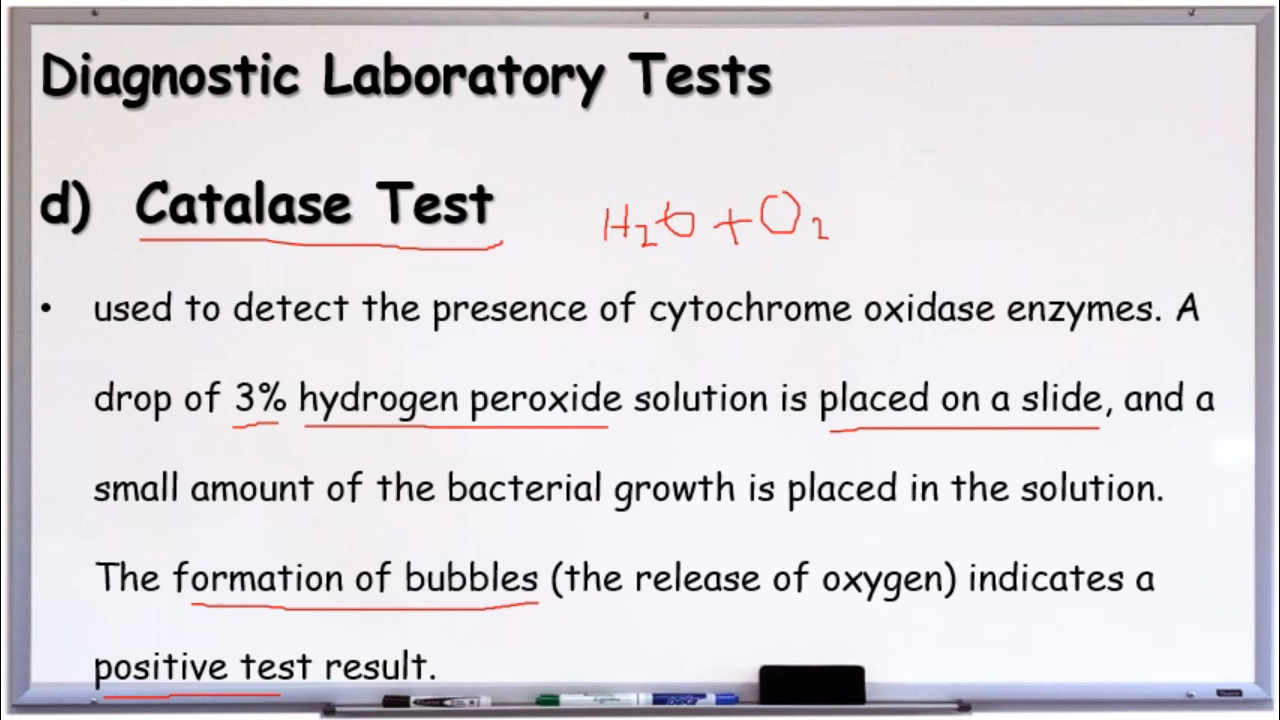 Diagnostic Laboratory Tests
d) Catalase Test
H₂O + O₂
• used to detect the presence of cytochrome oxidase enzymes. A
drop of 3% hydrogen peroxide solution is placed on a slide, and a
small amount of the bacterial growth is placed in the solution.
The formation of bubbles (the release of oxygen) indicates a
positive test result.